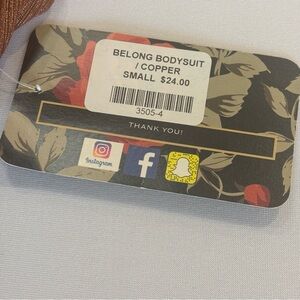 BELONG BODYSUIT
/ COPPER
SMALL $24.00
3505-4
THANK YOU!
Instagram
f